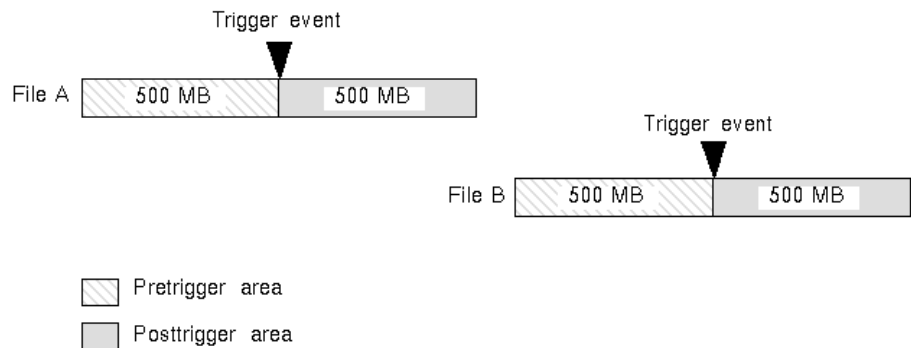 Trigger event
File A
500 MB
500 MB
Trigger event
File B
500 MB
500 MB
Pretrigger area
Posttrigger area